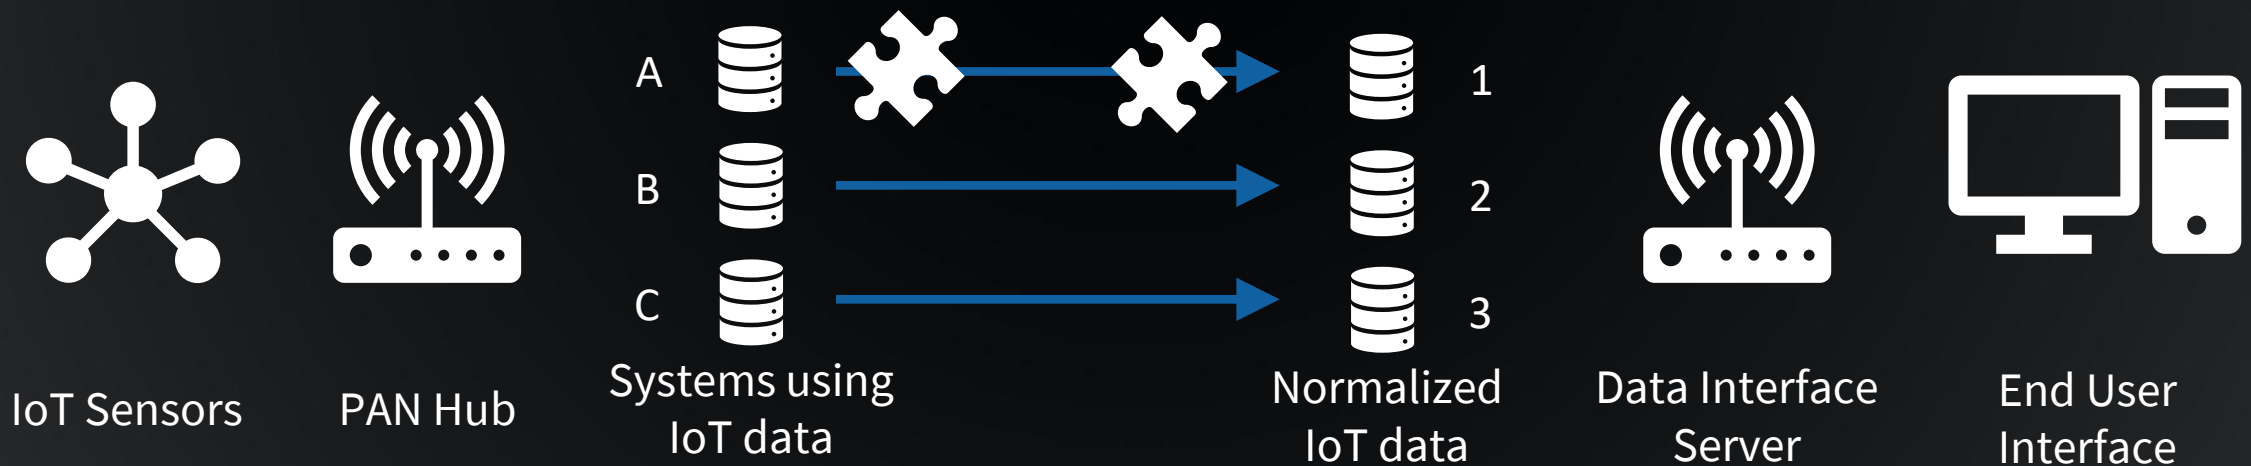 A
1
B
2
C
3
IoT Sensors
PAN Hub
Systems using
IoT data
Normalized
IoT data
Data Interface
Server
End User
Interface